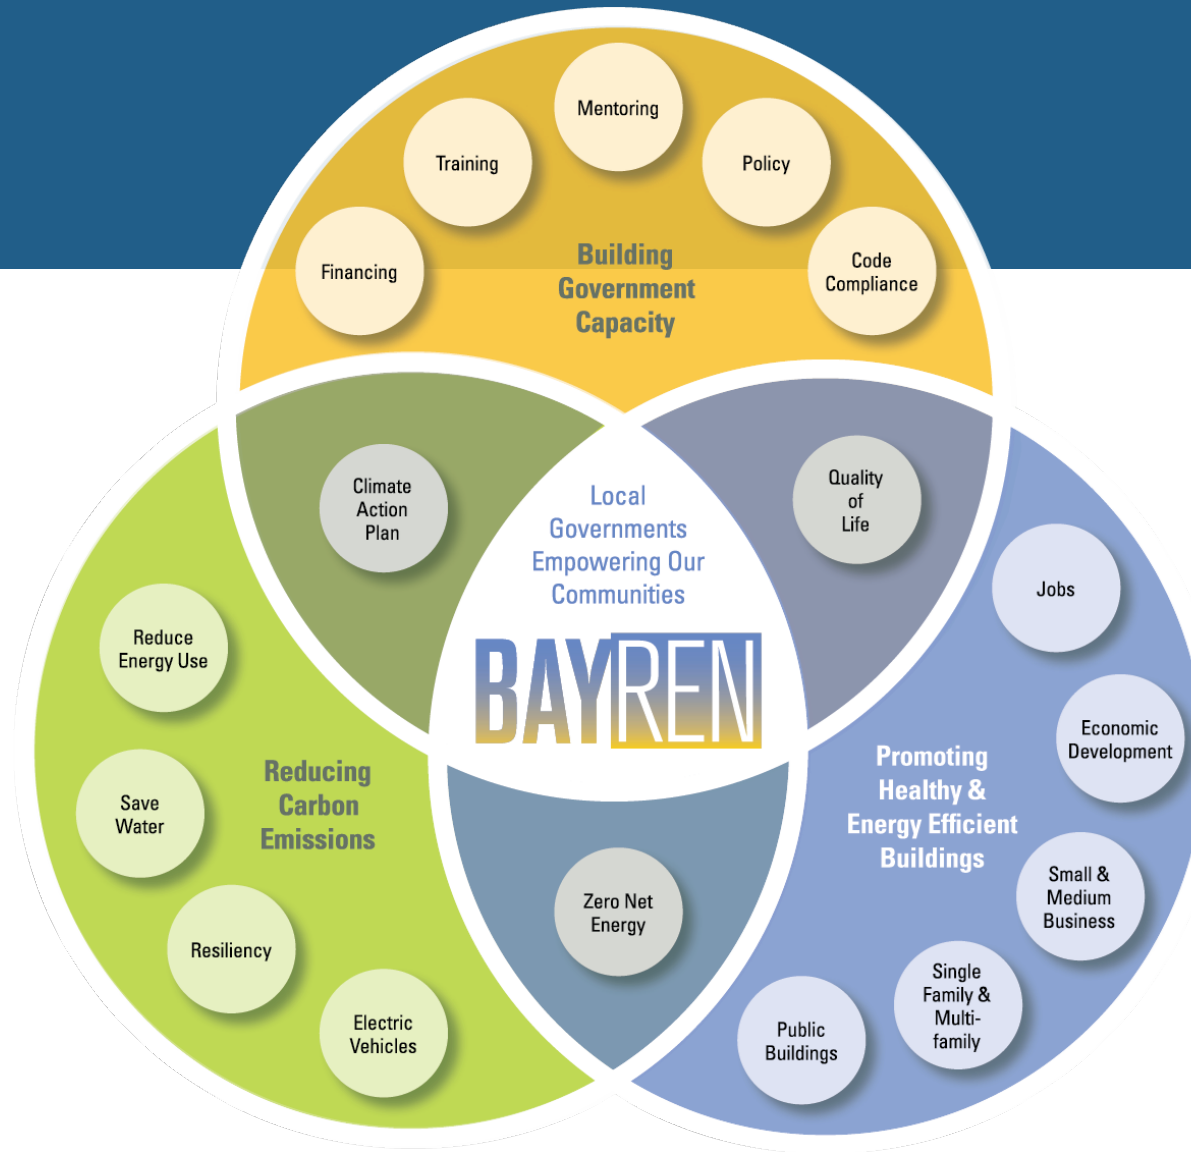 Mentoring
Training
Policy
Financing
Code
Compliance
Building
Government
Capacity
Climate
Action
Plan
Quality
of
Life
Local
Governments
Empowering Our
Communities
BAYREN
Reduce
Energy Use
Save
Water
Resiliency
Electric
Vehicles
Reducing
Carbon
Emissions
Zero Net
Energy
Promoting
Healthy &
Energy Efficient
Buildings
Jobs
Economic
Development
Small &
Medium
Business
Single
Family &
Multi-
family
Public
Buildings